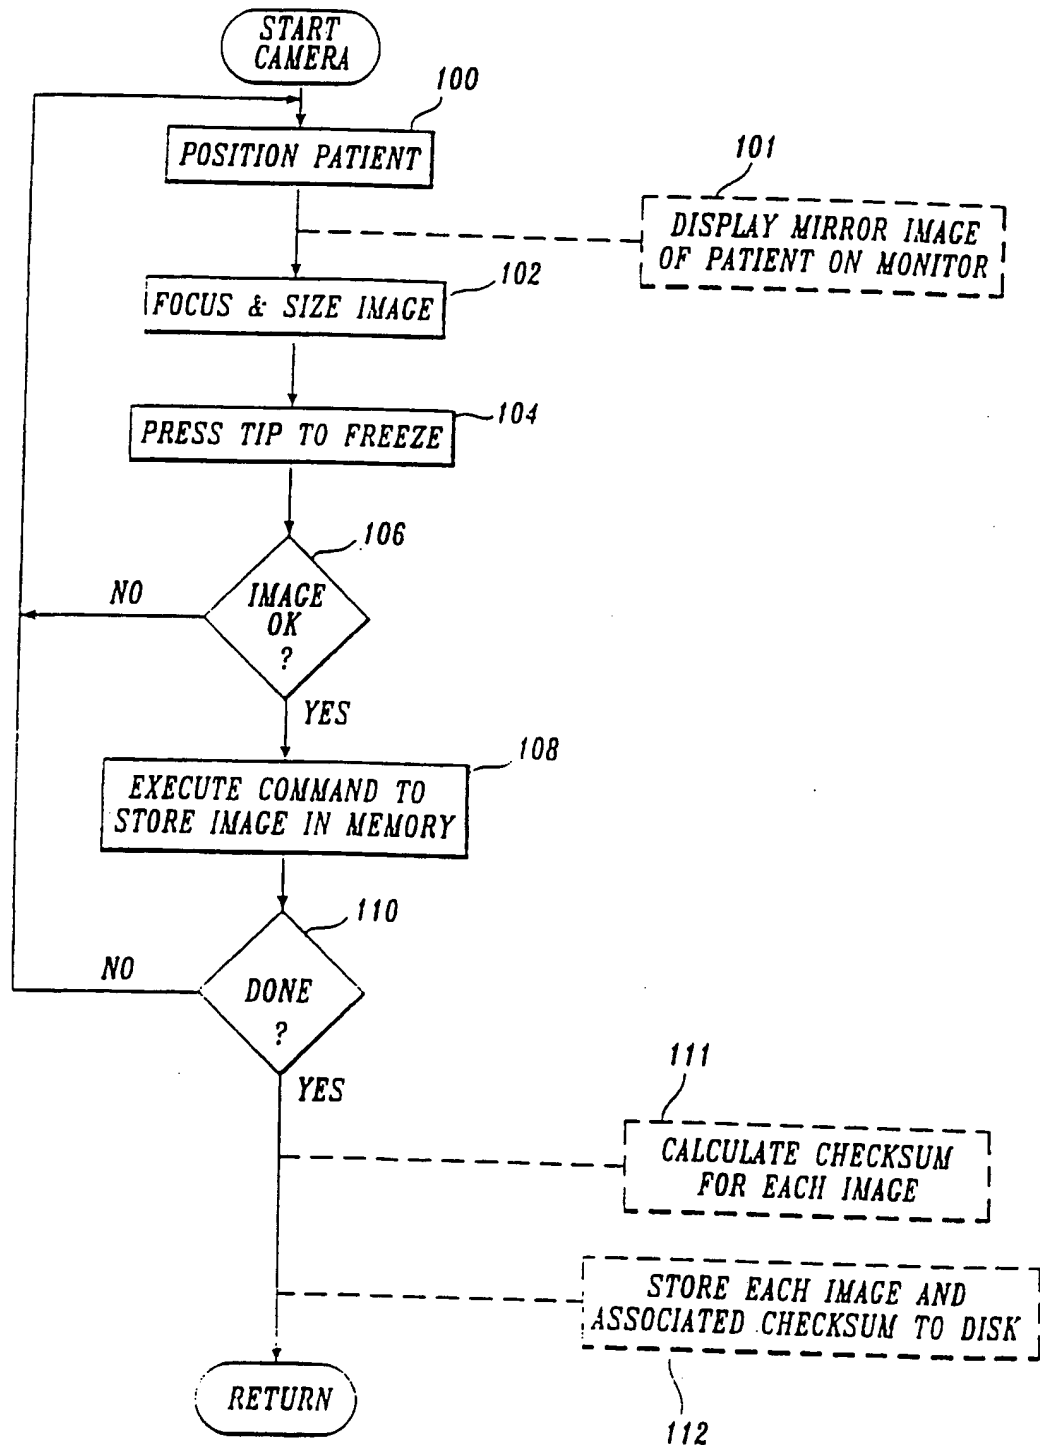 START
CAMERA
100
POSITION PATIENT
101
DISPLAY MIRROR IMAGE
OF PATIENT ON MONITOR
102
FOCUS & SIZE IMAGE
104
PRESS TIP TO FREEZE
106
IMAGE
OK
?
NO
YES
108
EXECUTE COMMAND TO
STORE IMAGE IN MEMORY
110
DONE
?
NO
YES
111
CALCULATE CHECKSUM
FOR EACH IMAGE
STORE EACH IMAGE AND
ASSOCIATED CHECKSUM TO DISK
112
RETURN